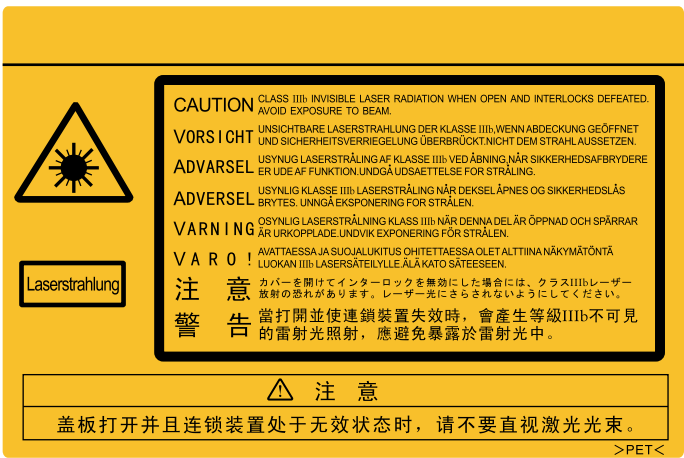 CAUTION CLASS IIIb INVISIBLE LASER RADIATION WHEN OPEN AND INTERLOCKS DEFEATED.
AVOID EXPOSURE TO BEAM.
VORSICHT UNSICHTBARE LASERSTRAHLUNG DER KLASSE IIIb,WENN ABDECKUNG GEÖFFNET
UND SICHERHEITSVERRIEGELUNG ÜBERBRÜCKT.NICHT DEM STRAHL AUSSETZEN.
ADVARSEL USYNUG LASERSTRÅLING AF KLASSE IIIb VED ÅBNING,NÅR SIKKERHEDSAFBRYDERE
ER UDE AF FUNKTION.UNDGÅ UDSAETTELSE FOR STRÅLING.
ADVERSEL USYNLIG KLASSE IIIb LASERSTRÅLING NÅR DEKSEL ÅPNES OG SIKKERHEDSLÅS
BRYTES. UNNGÅ EKSPONERING FOR STRÅLEN.
VARNING OSYNLIG LASERSTRÅLNING KLASS IIIb NÄR DENNA DEL ÄR ÖPPNAD OCH SPÄRRAR
ÄR URKOPPLADE.UNDVIK EXPONERING FÖR STRÅLEN.
VARO! AVATTAESSA JA SUOJALUKITUS OHITETTAESSA OLET ALTTIINA NÄKYMÄTÖNTÄ
LUOKAN IIIb LASERSÄTEILYLLE.ÄLÄ KATO SÄTEESEEN.
注 意 カバーを開けてインターロックを無効にした場合には、クラスIIIbレーザー
放射の恐れがあります。レーザー光にさらされないようにしてください。
警 告 當打開並使連鎖裝置失效時，會產生等級IIIb不可見
的雷射光照射，應避免暴露於雷射光中。
Laserstrahlung
注 意
盖板打开并且连锁装置处于无效状态时，请不要直视激光光束。
>PET<